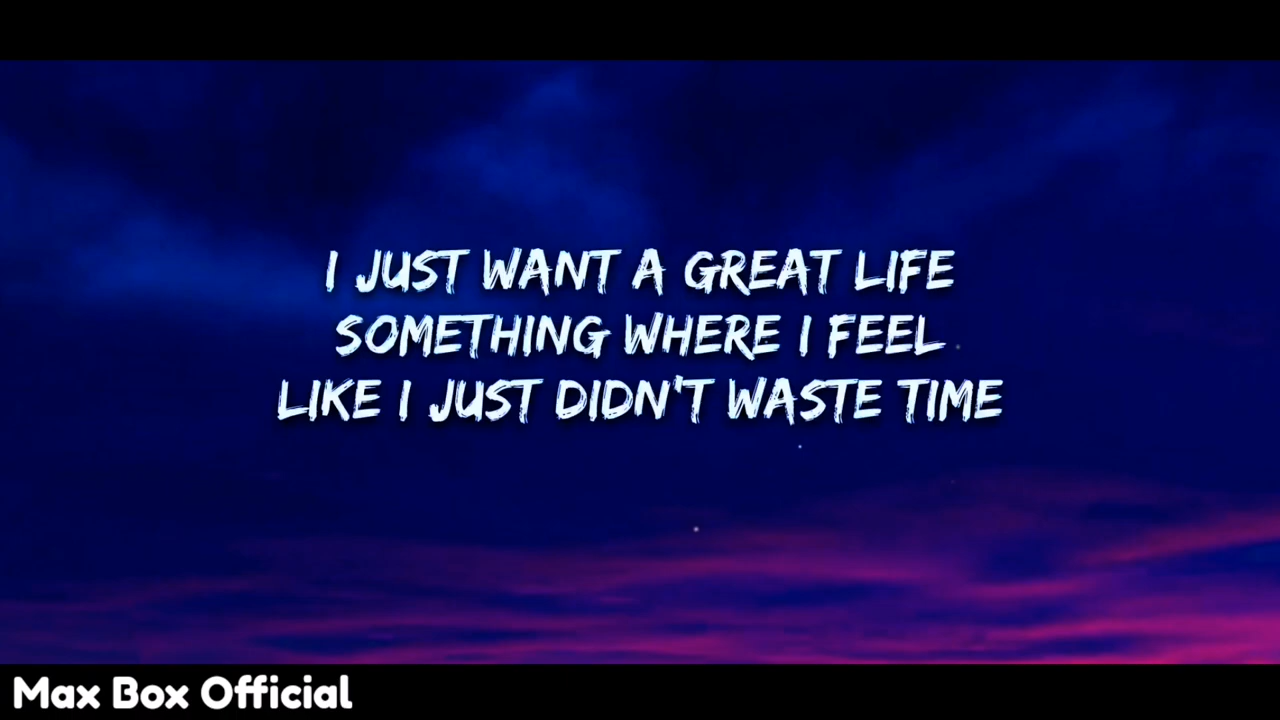 I JUST WANT A GREAT LIFE
SOMETHING WHERE I FEEL
LIKE I JUST DIDN'T WASTE TIME
Max Box Official